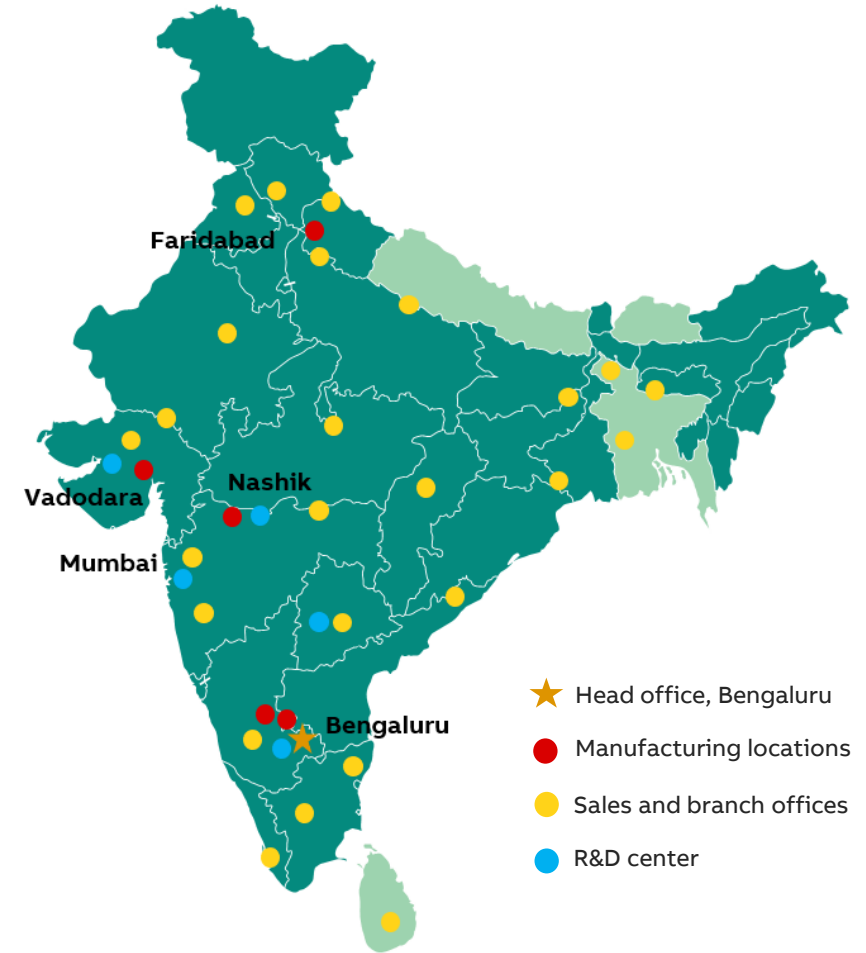 Faridabad
Nashik
Vadodara
Mumbai
Bengaluru
Head office, Bengaluru
Manufacturing locations
Sales and branch offices
R&D center